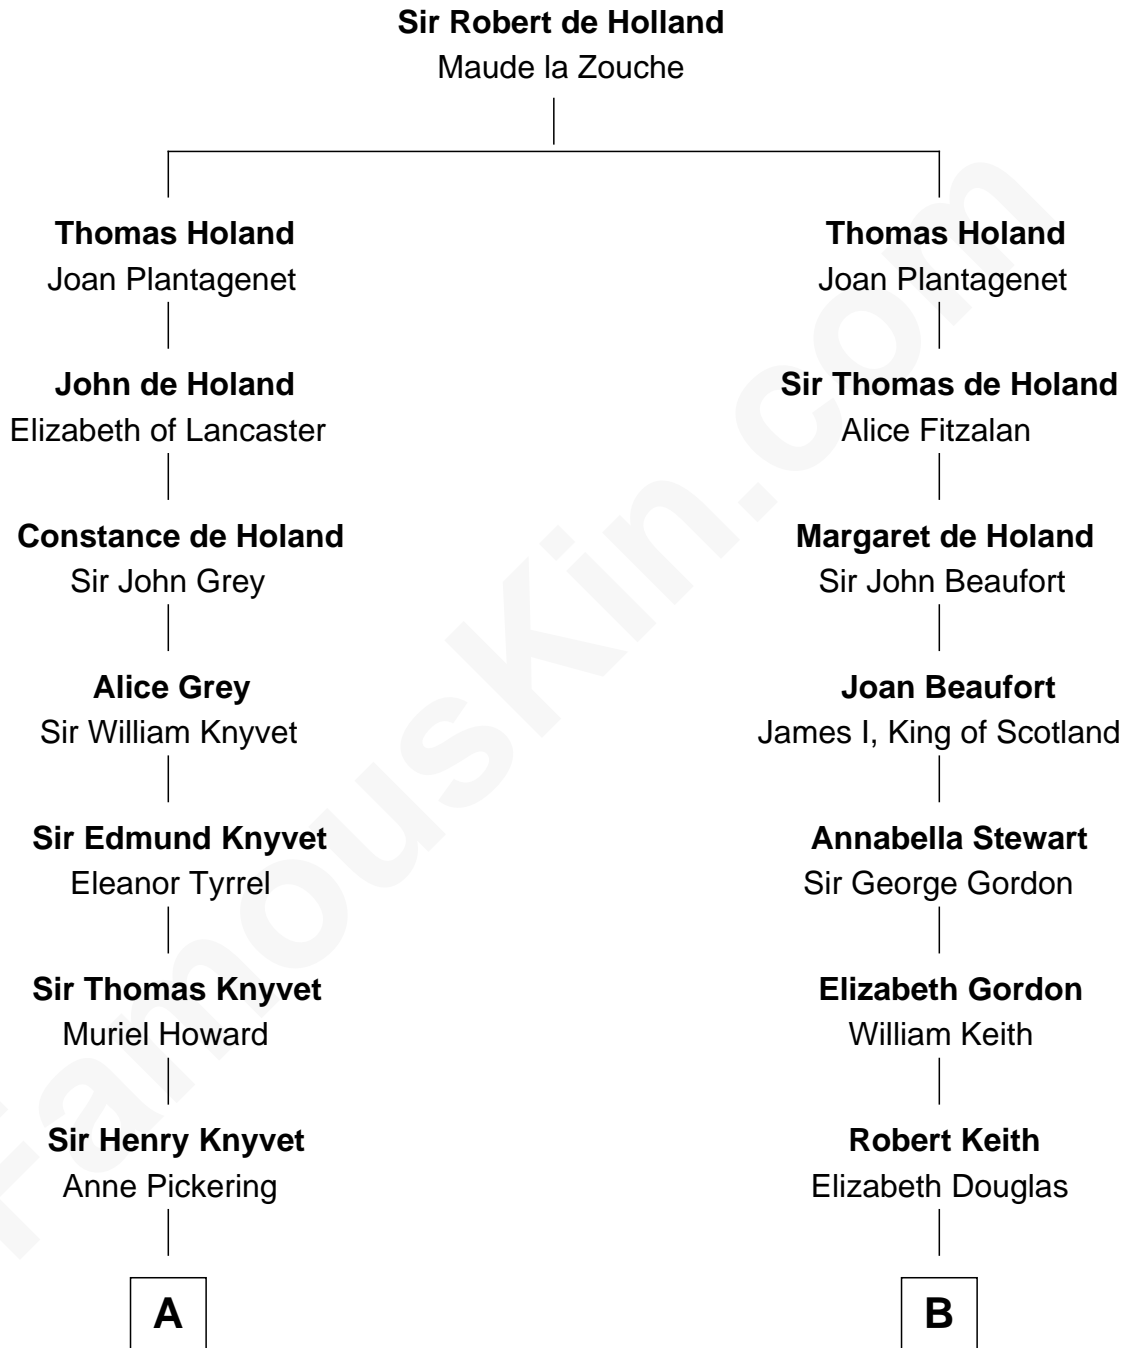 Sir Robert de Holland
Maude la Zouche
Thomas Holand
Joan Plantagenet
John de Holand
Elizabeth of Lancaster
Constance de Holand
Sir John Grey
Alice Grey
Sir William Knyvet
Sir Edmund Knyvet
Eleanor Tyrrel
Sir Thomas Knyvet
Muriel Howard
Sir Henry Knyvet
Anne Pickering
A
Thomas Holand
Joan Plantagenet
Sir Thomas de Holand
Alice Fitzalan
Margaret de Holand
Sir John Beaufort
Joan Beaufort
James I, King of Scotland
Annabella Stewart
Sir George Gordon
Elizabeth Gordon
William Keith
Robert Keith
Elizabeth Douglas
B
FamousKin.com